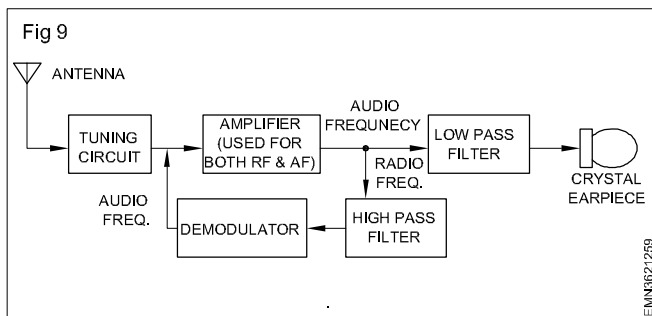 Fig 9
ANTENNA
TUNING
CIRCUIT
AMPLIFIER
(USED FOR
BOTH RF & AF)
AUDIO
FREQUNECY
RADIO
FREQ.
LOW PASS
FILTER
CRYSTAL
EARPIECE
AUDIO
FREQ.
DEMODULATOR
HIGH PASS
FILTER
EMN3621259